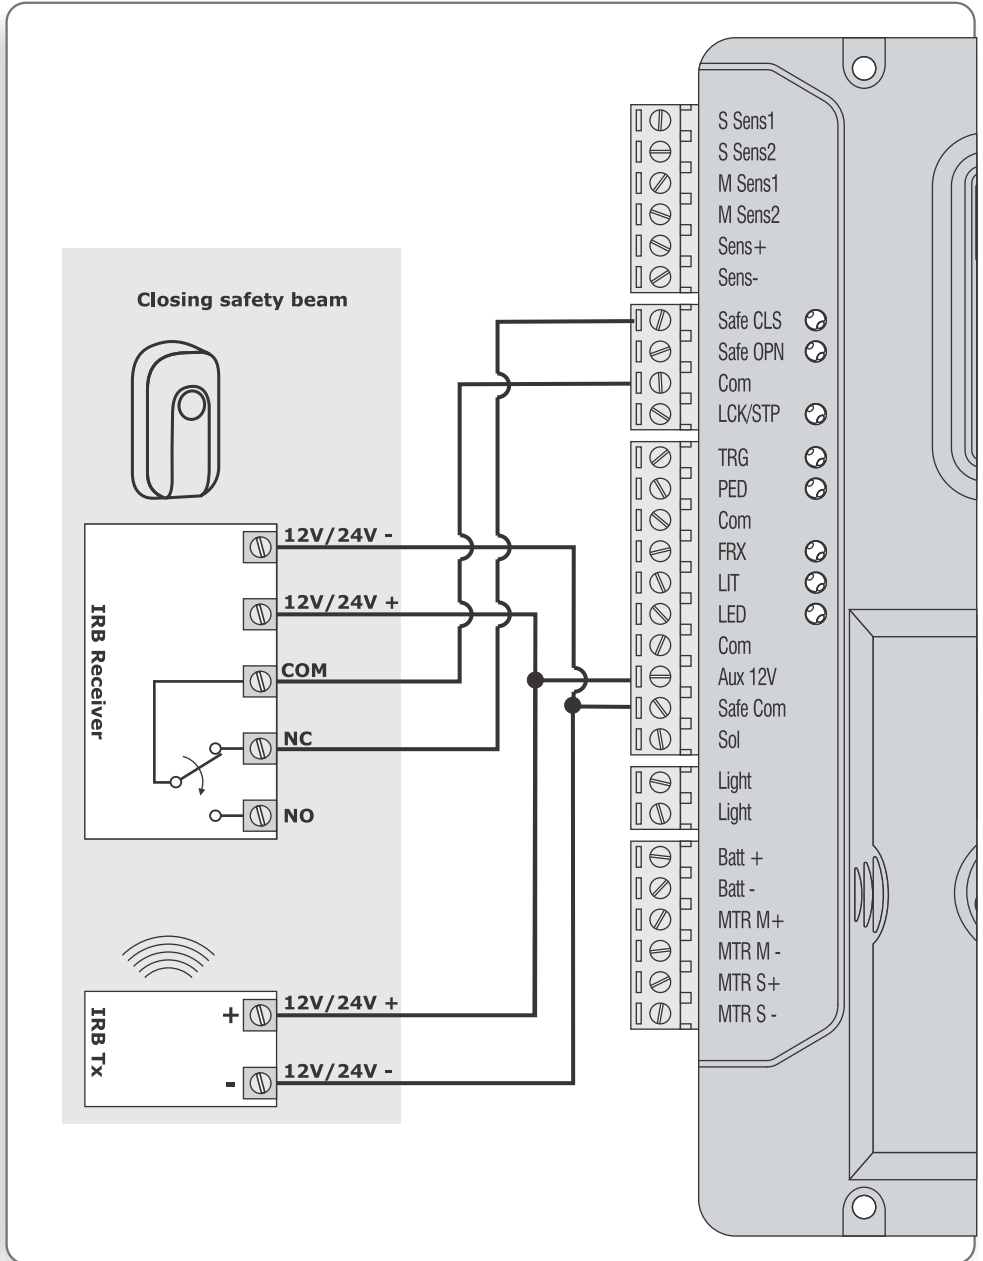 Closing safety beam
IRB Receiver
12V/24V -
12V/24V +
COM
NC
NO
IRB Tx
+
12V/24V +
-
12V/24V -
S Sens1
S Sens2
M Sens1
M Sens2
Sens+
Sens-
Safe CLS
Safe OPN
Com
LCK/STP
TRG
PED
Com
FRX
LIT
LED
Com
Aux 12V
Safe Com
Sol
Light
Light
Batt +
Batt -
MTR M+
MTR M -
MTR S+
MTR S -